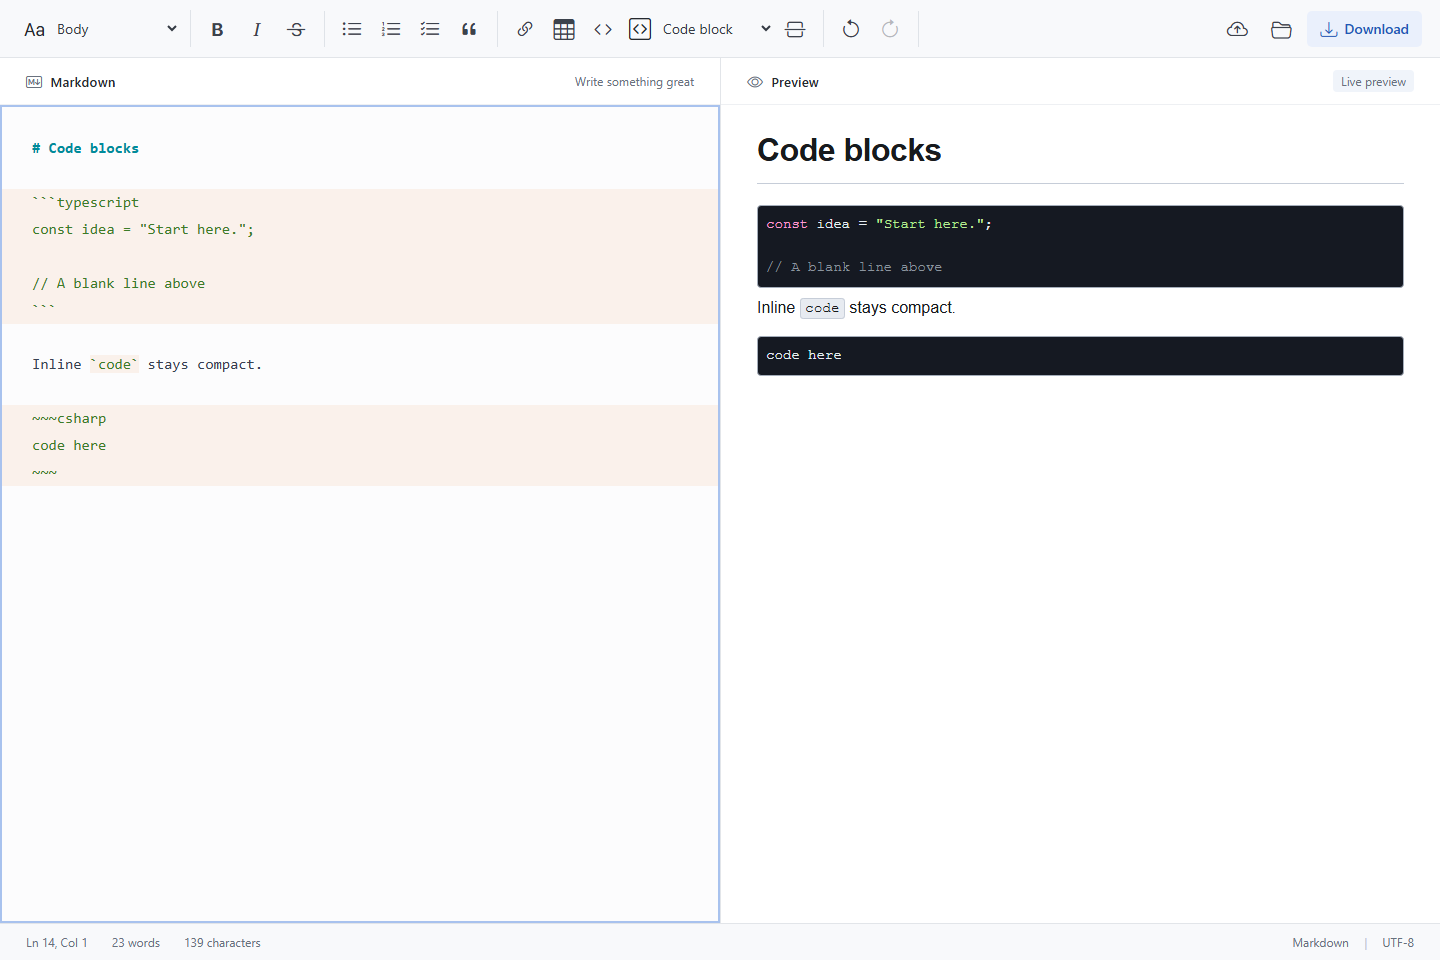 Aa Body B I S Code block Download
Markdown Write something great
Preview Live preview
# Code blocks
```typescript
const idea = "Start here.";
// A blank line above
```
Inline `code` stays compact.
~~~csharp
code here
~~~
Code blocks
const idea = "Start here.";
// A blank line above
Inline code stays compact.
code here
Ln 14, Col 1 23 words 139 characters
Markdown | UTF-8